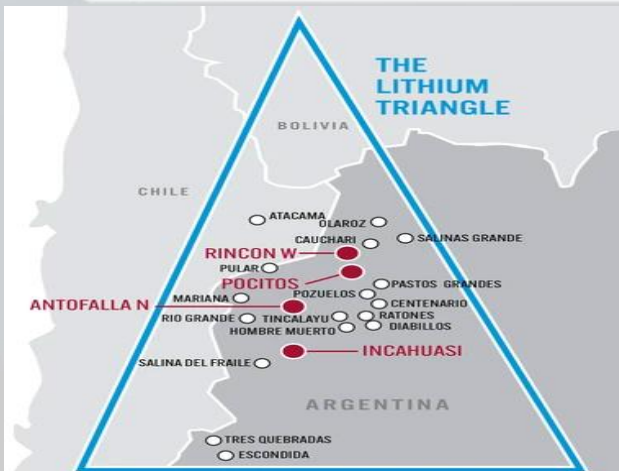 THE
LITHIUM
TRIANGLE
BOLIVIA
CHILE
ATACAMA
OLAROZ
CAUCHARI
SALINAS GRANDE
RINCON W
PULAR
POCITOS
PASTOS GRANDES
POZUELOS
MARIANA
ANTOFALLA N
CENTENARIO
RIO GRANDE
TINCALAYU
RATONES
HOMBRE MUERTO
DIABILLOS
INCAHUASI
SALINA DEL FRAILE
ARGENTINA
TRES QUEBRADAS
ESCONDIDA